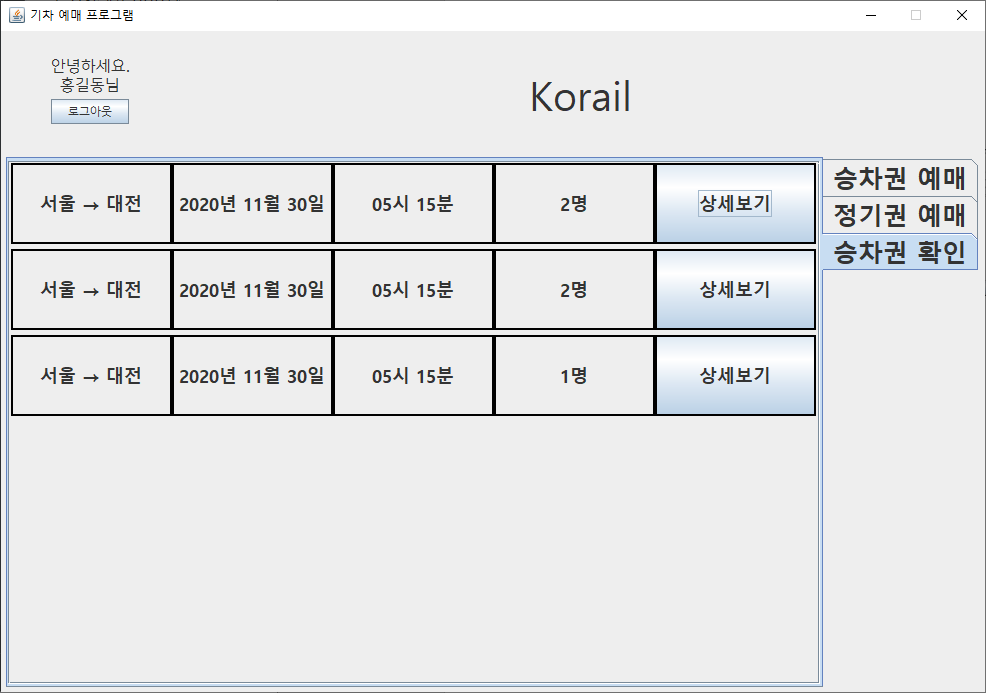 기차 예매 프로그램
안녕하세요.
홍길동님
로그아웃
Korail
서울 → 대전 2020년 11월 30일 05시 15분 2명 상세보기
서울 → 대전 2020년 11월 30일 05시 15분 2명 상세보기
서울 → 대전 2020년 11월 30일 05시 15분 1명 상세보기
승차권 예매
정기권 예매
승차권 확인